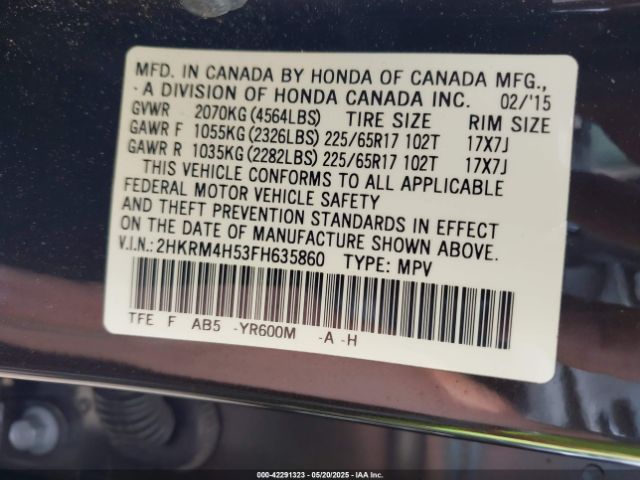 MFD. IN CANADA BY HONDA OF CANADA MFG.,
A DIVISION OF HONDA CANADA INC. 02/'15
GVWR 2070KG (4564LBS) TIRE SIZE RIM SIZE
GAWR F 1055KG (2326LBS) 225/65R17 102T 17X7J
GAWR R 1035KG (2282LBS) 225/65R17 102T 17X7J
THIS VEHICLE CONFORMS TO ALL APPLICABLE
FEDERAL MOTOR VEHICLE SAFETY
AND THEFT PREVENTION STANDARDS IN EFFECT
ON THE DATE OF MANUFACTURE SHOWN ABOVE.
V.I.N.: 2HKRM4H53FH635860 TYPE: MPV
TFE F AB5 -YR600M -A -H
000-42291323 — 05/20/2025 — IAA Inc.